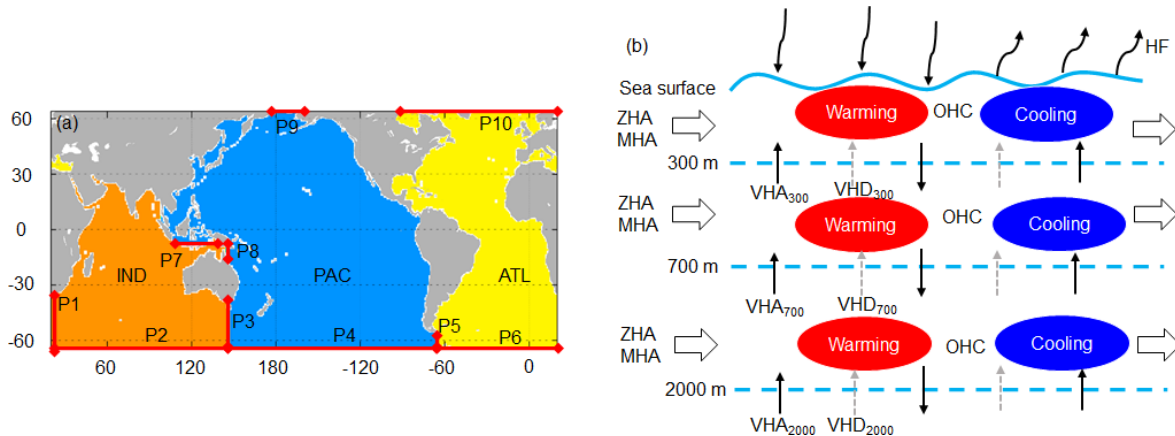 (a)
60
30
0
-30
-60
60
120
180
-120
-60
0
P9
P10
P7
P8
IND
PAC
ATL
P1
P2
P3
P4
P5
P6
(b)
HF
Sea surface
ZHA
MHA
Warming
OHC
Cooling
300 m
VHA300
VHD300
ZHA
MHA
Warming
OHC
Cooling
700 m
VHA700
VHD700
ZHA
MHA
Warming
OHC
Cooling
2000 m
VHA2000
VHD2000